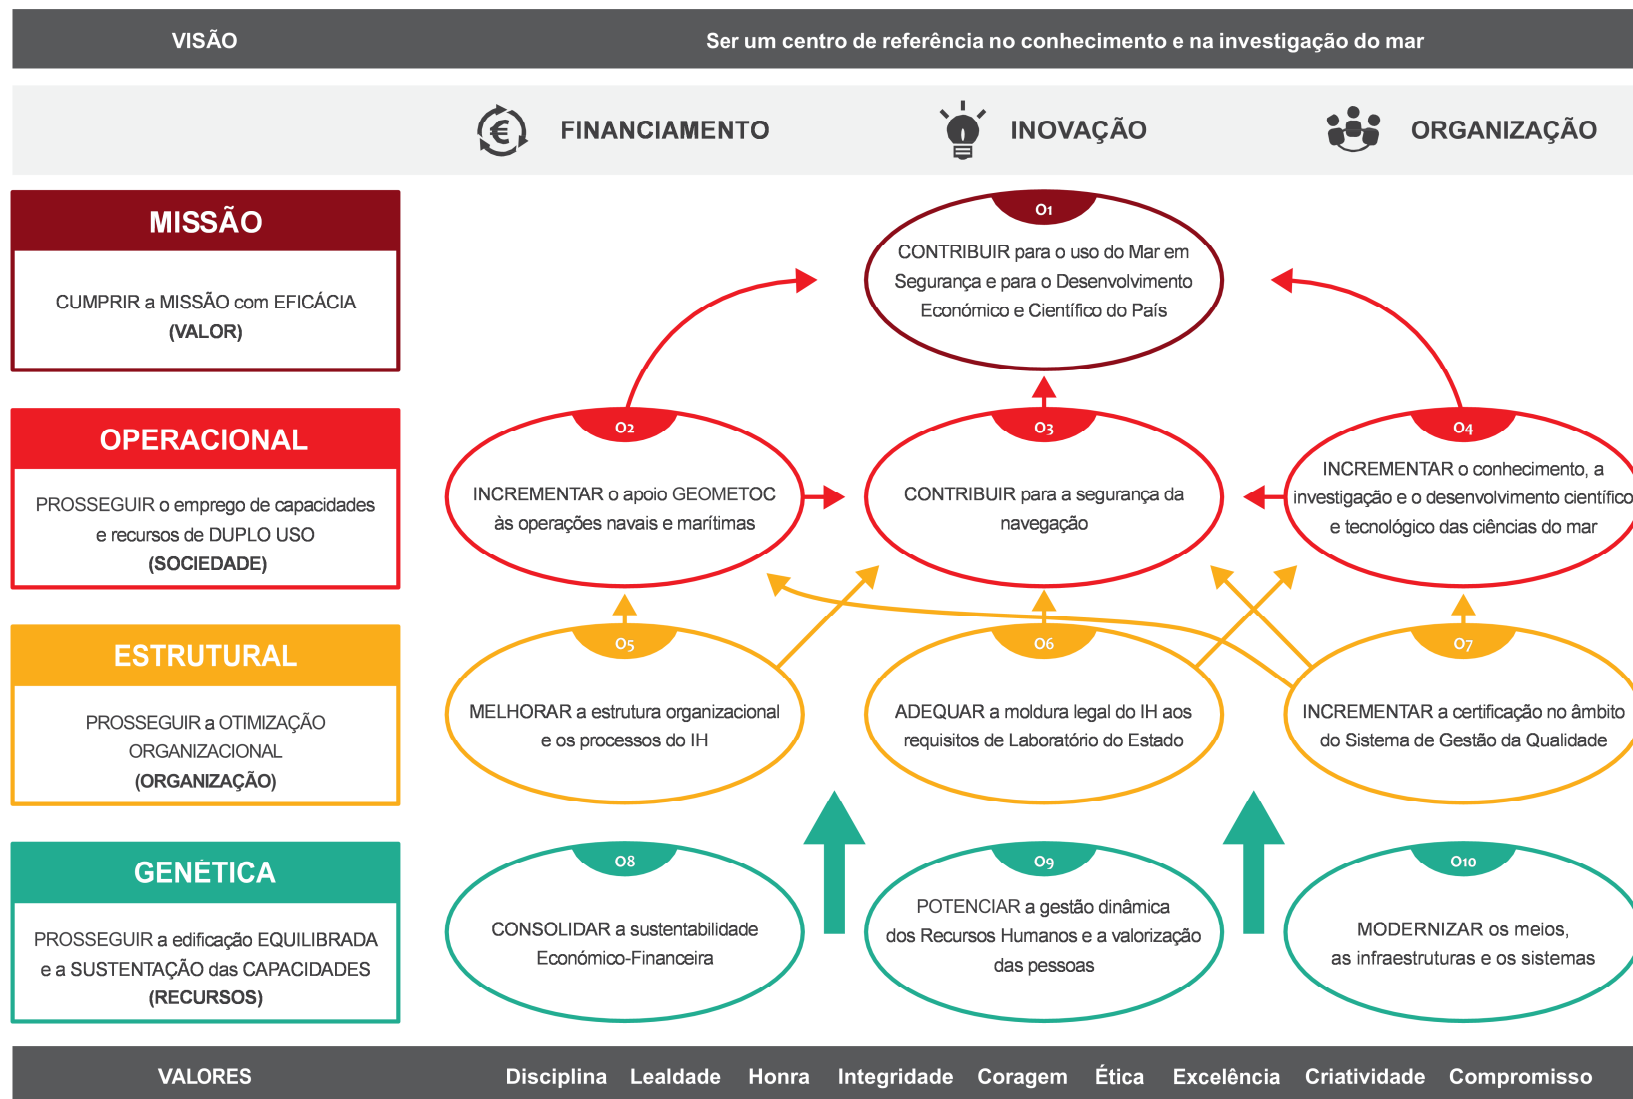 VISÃO
Ser um centro de referência no conhecimento e na investigação do mar
FINANCIAMENTO
INOVAÇÃO
ORGANIZAÇÃO
MISSÃO
CUMPRIR a MISSÃO com EFICÁCIA
(VALOR)
O1
CONTRIBUIR para o uso do Mar em
Segurança e para o Desenvolvimento
Económico e Científico do País
OPERACIONAL
PROSSEGUIR o emprego de capacidades
e recursos de DUPLO USO
(SOCIEDADE)
O2
INCREMENTAR o apoio GEOMETOC
às operações navais e marítimas
O3
CONTRIBUIR para a segurança da
navegação
O4
INCREMENTAR o conhecimento, a
investigação e o desenvolvimento científico
e tecnológico das ciências do mar
ESTRUTURAL
PROSSEGUIR a OTIMIZAÇÃO
ORGANIZACIONAL
(ORGANIZAÇÃO)
O5
MELHORAR a estrutura organizacional
e os processos do IH
O6
ADEQUAR a moldura legal do IH aos
requisitos de Laboratório do Estado
O7
INCREMENTAR a certificação no âmbito
do Sistema de Gestão da Qualidade
GENÉTICA
PROSSEGUIR a edificação EQUILIBRADA
e a SUSTENTAÇÃO das CAPACIDADES
(RECURSOS)
O8
CONSOLIDAR a sustentabilidade
Económico-Financeira
O9
POTENCIAR a gestão dinâmica
dos Recursos Humanos e a valorização
das pessoas
O10
MODERNIZAR os meios,
as infraestruturas e os sistemas
VALORES
Disciplina Lealdade Honra Integridade Coragem Ética Excelência Criatividade Compromisso